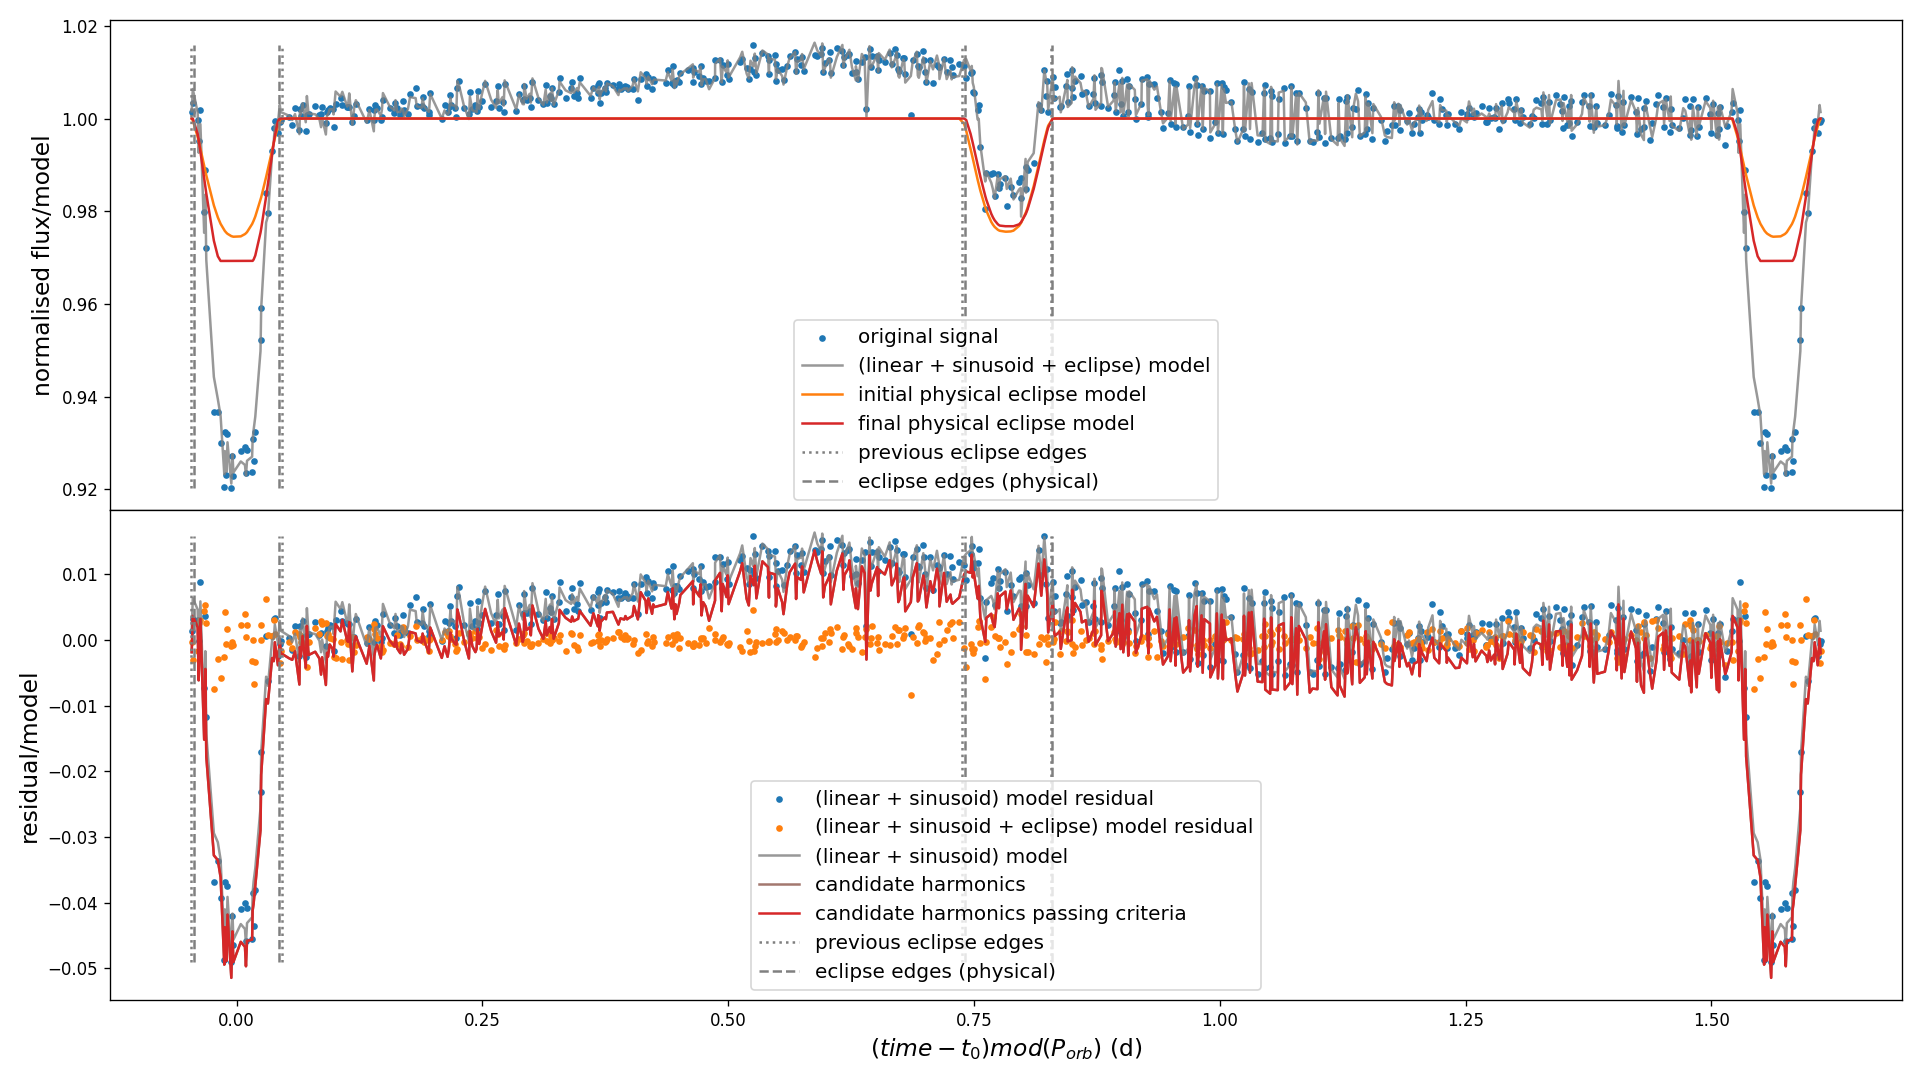 1.02
1.00
0.98
0.96
0.94
0.92
normalised flux/model
original signal
(linear + sinusoid + eclipse) model
initial physical eclipse model
final physical eclipse model
previous eclipse edges
eclipse edges (physical)
0.01
0.00
−0.01
−0.02
−0.03
−0.04
−0.05
residual/model
(linear + sinusoid) model residual
(linear + sinusoid + eclipse) model residual
(linear + sinusoid) model
candidate harmonics
candidate harmonics passing criteria
previous eclipse edges
eclipse edges (physical)
0.00 0.25 0.50 0.75 1.00 1.25 1.50
(time − t₀)mod(P_orb) (d)